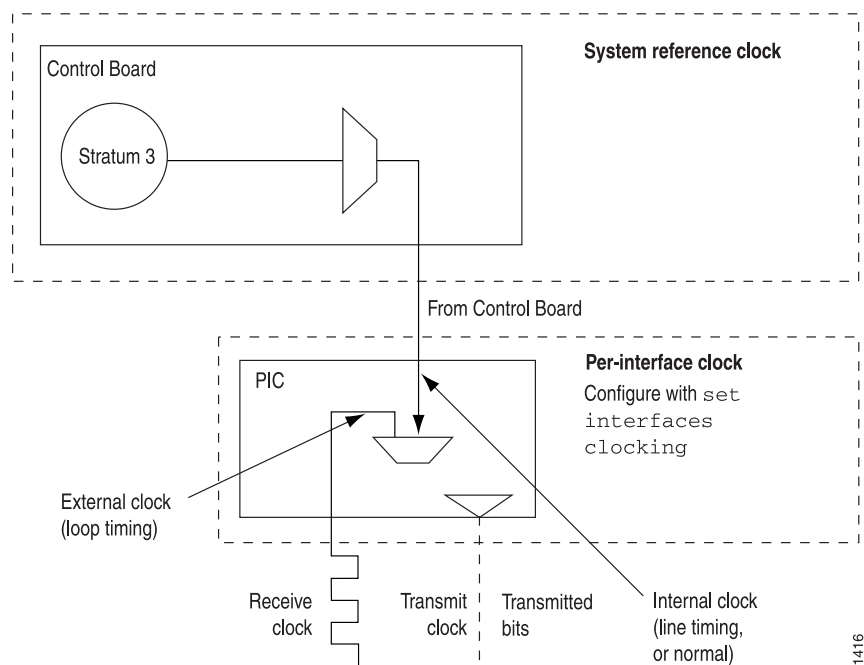 System reference clock
Control Board
Stratum 3
From Control Board
Per-interface clock
PIC
Configure with set
interfaces
clocking
External clock
(loop timing)
Receive
clock
Transmit
clock
Transmitted
bits
Internal clock
(line timing,
or normal)
1416